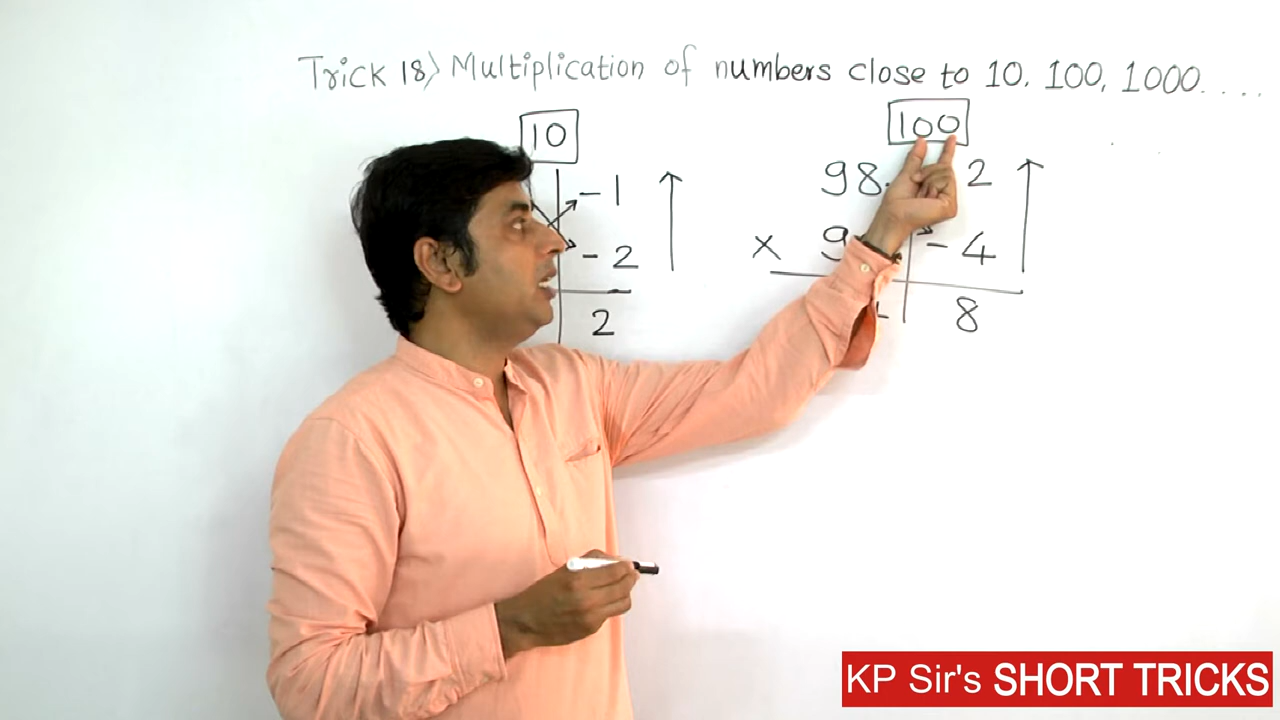 Trick 18) Multiplication of numbers close to 10, 100, 1000....
10
- 1
- 2
2
100
98 2
x 9 - 4
8
KP Sir's SHORT TRICKS